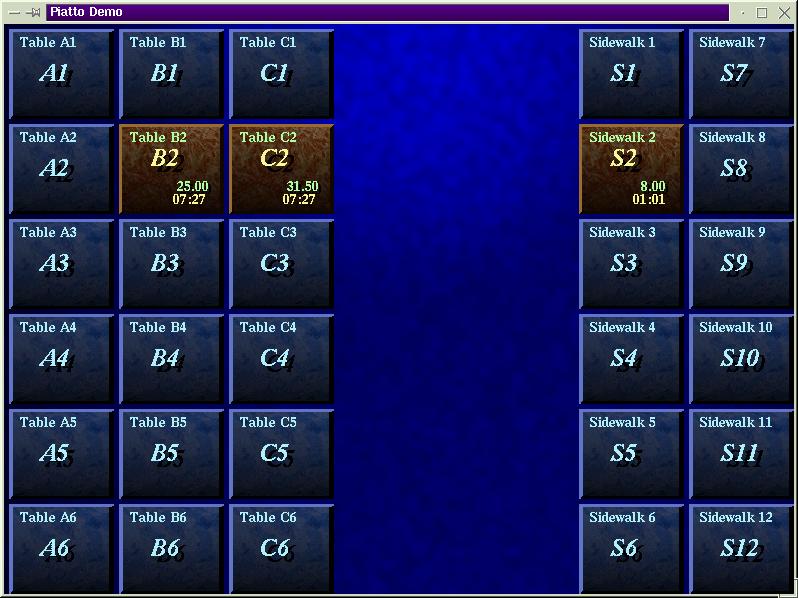 Piatto Demo
Table A1
A1
Table B1
B1
Table C1
C1
Sidewalk 1
S1
Sidewalk 7
S7
Table A2
A2
Table B2
B2
25.00
07:27
Table C2
C2
31.50
07:27
Sidewalk 2
S2
8.00
01:01
Sidewalk 8
S8
Table A3
A3
Table B3
B3
Table C3
C3
Sidewalk 3
S3
Sidewalk 9
S9
Table A4
A4
Table B4
B4
Table C4
C4
Sidewalk 4
S4
Sidewalk 10
S10
Table A5
A5
Table B5
B5
Table C5
C5
Sidewalk 5
S5
Sidewalk 11
S11
Table A6
A6
Table B6
B6
Table C6
C6
Sidewalk 6
S6
Sidewalk 12
S12